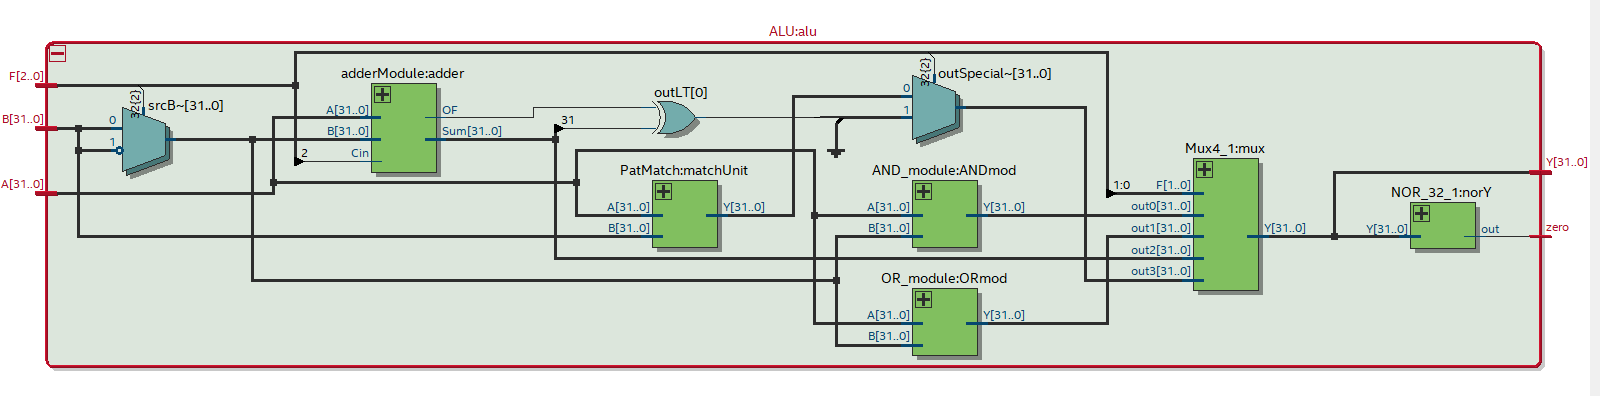 ALU:alu
F[2..0]
B[31..0]
A[31..0]
32{2}
srcB~[31..0]
0
1
adderModule:adder
A[31..0]
B[31..0]
Cin
2
OF
Sum[31..0]
31
outLT[0]
PatMatch:matchUnit
A[31..0]
B[31..0]
Y[31..0]
32{2}
outSpecial~[31..0]
0
1
AND_module:ANDmod
A[31..0]
B[31..0]
Y[31..0]
OR_module:ORmod
A[31..0]
B[31..0]
Y[31..0]
Mux4_1:mux
1:0
F[1..0]
out0[31..0]
out1[31..0]
out2[31..0]
out3[31..0]
Y[31..0]
NOR_32_1:norY
Y[31..0]
out
Y[31..0]
zero